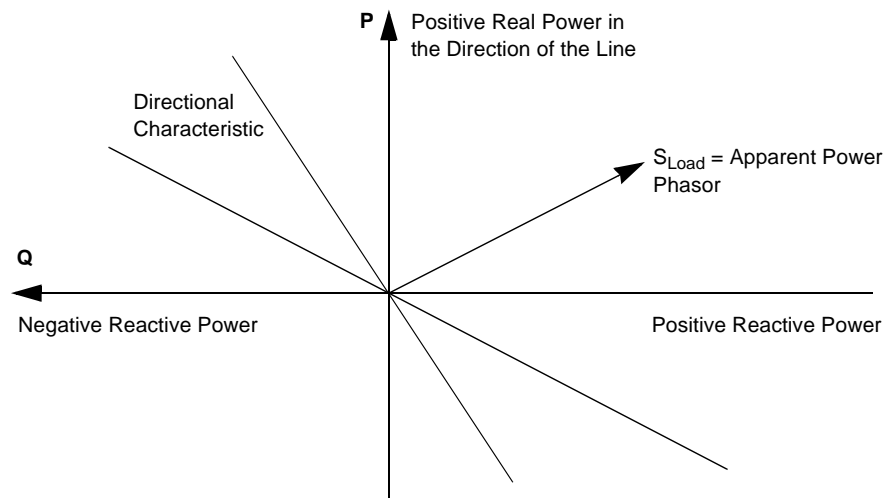 P
Positive Real Power in
the Direction of the Line
Directional
Characteristic
S_Load = Apparent Power
Phasor
Q
Negative Reactive Power
Positive Reactive Power